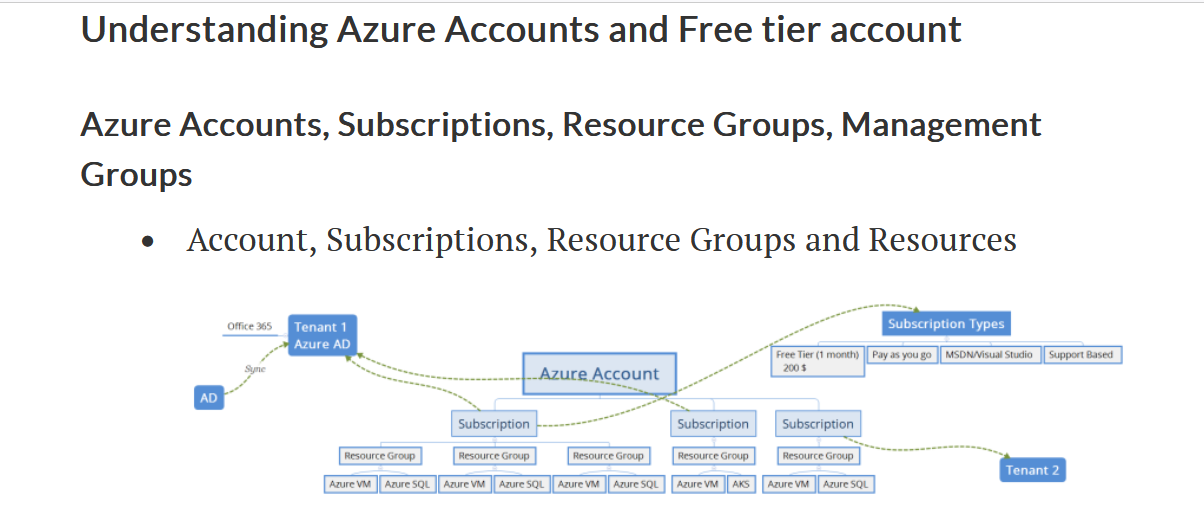 Understanding Azure Accounts and Free tier account
Azure Accounts, Subscriptions, Resource Groups, Management
Groups
• Account, Subscriptions, Resource Groups and Resources
Office 365
Tenant 1
Azure AD
Sync
AD
Azure Account
Subscription Types
Free Tier (1 month)
200 $
Pay as you go
MSDN/Visual Studio
Support Based
Subscription
Subscription
Subscription
Resource Group
Resource Group
Resource Group
Resource Group
Resource Group
Tenant 2
Azure VM
Azure SQL
Azure VM
Azure SQL
Azure VM
Azure SQL
Azure VM
AKS
Azure VM
Azure SQL